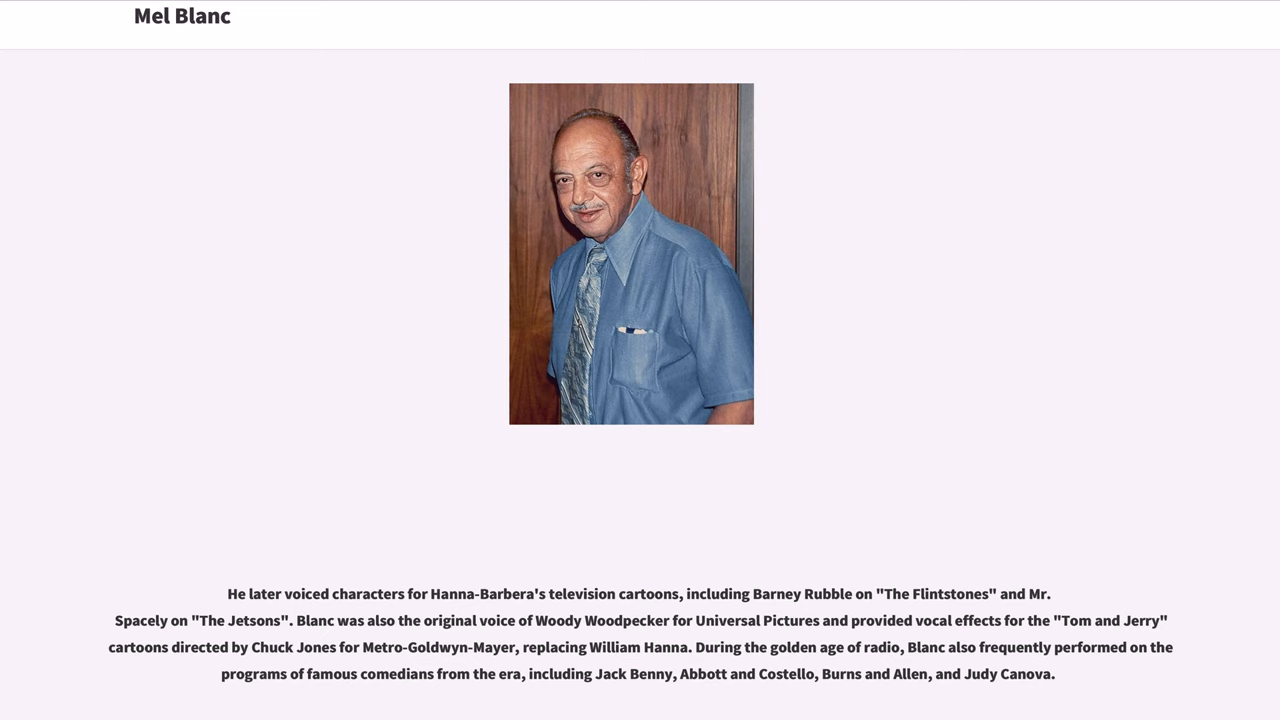 Mel Blanc
He later voiced characters for Hanna-Barbera's television cartoons, including Barney Rubble on "The Flintstones" and Mr.
Spacely on "The Jetsons". Blanc was also the original voice of Woody Woodpecker for Universal Pictures and provided vocal effects for the "Tom and Jerry"
cartoons directed by Chuck Jones for Metro-Goldwyn-Mayer, replacing William Hanna. During the golden age of radio, Blanc also frequently performed on the
programs of famous comedians from the era, including Jack Benny, Abbott and Costello, Burns and Allen, and Judy Canova.